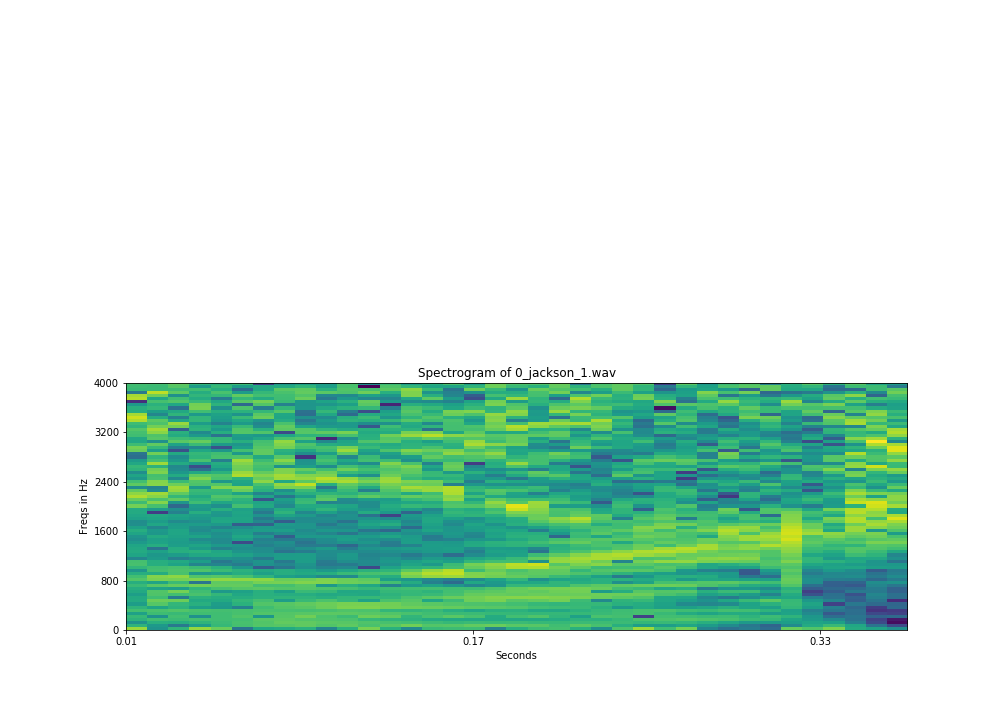 Spectrogram of 0_jackson_1.wav
4000
3200
2400
1600
800
0
Freqs in Hz
0.01 0.17 0.33
Seconds